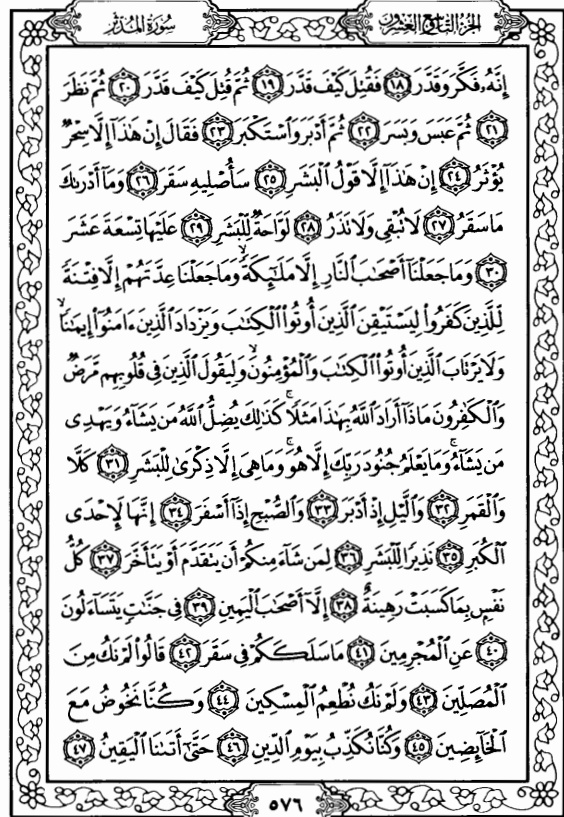 الجزء التاسع والعشرون
سورة المدثر
إِنَّهُۥ فَكَّرَ وَقَدَّرَ ١٨ فَقُتِلَ كَيْفَ قَدَّرَ ١٩ ثُمَّ قُتِلَ كَيْفَ قَدَّرَ ٢٠ ثُمَّ نَظَرَ
٢١ ثُمَّ عَبَسَ وَبَسَرَ ٢٢ ثُمَّ أَدْبَرَ وَٱسْتَكْبَرَ ٢٣ فَقَالَ إِنْ هَٰذَآ إِلَّا سِحْرٌ
يُؤْثَرُ ٢٤ إِنْ هَٰذَآ إِلَّا قَوْلُ ٱلْبَشَرِ ٢٥ سَأُصْلِيهِ سَقَرَ ٢٦ وَمَآ أَدْرَىٰكَ
مَا سَقَرُ ٢٧ لَا تُبْقِى وَلَا تَذَرُ ٢٨ لَوَّاحَةٌ لِّلْبَشَرِ ٢٩ عَلَيْهَا تِسْعَةَ عَشَرَ
٣٠ وَمَا جَعَلْنَآ أَصْحَٰبَ ٱلنَّارِ إِلَّا مَلَٰٓئِكَةً ۙ وَمَا جَعَلْنَا عِدَّتَهُمْ إِلَّا فِتْنَةً
لِّلَّذِينَ كَفَرُوا۟ لِيَسْتَيْقِنَ ٱلَّذِينَ أُوتُوا۟ ٱلْكِتَٰبَ وَيَزْدَادَ ٱلَّذِينَ ءَامَنُوٓا۟ إِيمَٰنًا ۙ
وَلَا يَرْتَابَ ٱلَّذِينَ أُوتُوا۟ ٱلْكِتَٰبَ وَٱلْمُؤْمِنُونَ ۙ وَلِيَقُولَ ٱلَّذِينَ فِى قُلُوبِهِم مَّرَضٌ
وَٱلْكَٰفِرُونَ مَاذَآ أَرَادَ ٱللَّهُ بِهَٰذَا مَثَلًا ۚ كَذَٰلِكَ يُضِلُّ ٱللَّهُ مَن يَشَآءُ وَيَهْدِى
مَن يَشَآءُ ۚ وَمَا يَعْلَمُ جُنُودَ رَبِّكَ إِلَّا هُوَ ۚ وَمَا هِىَ إِلَّا ذِكْرَىٰ لِلْبَشَرِ ٣١ كَلَّا
وَٱلْقَمَرِ ٣٢ وَٱلَّيْلِ إِذْ أَدْبَرَ ٣٣ وَٱلصُّبْحِ إِذَآ أَسْفَرَ ٣٤ إِنَّهَا لَإِحْدَى
ٱلْكُبَرِ ٣٥ نَذِيرًا لِّلْبَشَرِ ٣٦ لِمَن شَآءَ مِنكُمْ أَن يَتَقَدَّمَ أَوْ يَتَأَخَّرَ ٣٧ كُلُّ
نَفْسٍۭ بِمَا كَسَبَتْ رَهِينَةٌ ٣٨ إِلَّآ أَصْحَٰبَ ٱلْيَمِينِ ٣٩ فِى جَنَّٰتٍ يَتَسَآءَلُونَ
٤٠ عَنِ ٱلْمُجْرِمِينَ ٤١ مَا سَلَكَكُمْ فِى سَقَرَ ٤٢ قَالُوا۟ لَمْ نَكُ مِنَ
ٱلْمُصَلِّينَ ٤٣ وَلَمْ نَكُ نُطْعِمُ ٱلْمِسْكِينَ ٤٤ وَكُنَّا نَخُوضُ مَعَ
ٱلْخَآئِضِينَ ٤٥ وَكُنَّا نُكَذِّبُ بِيَوْمِ ٱلدِّينِ ٤٦ حَتَّىٰٓ أَتَىٰنَا ٱلْيَقِينُ ٤٧
٥٧٦